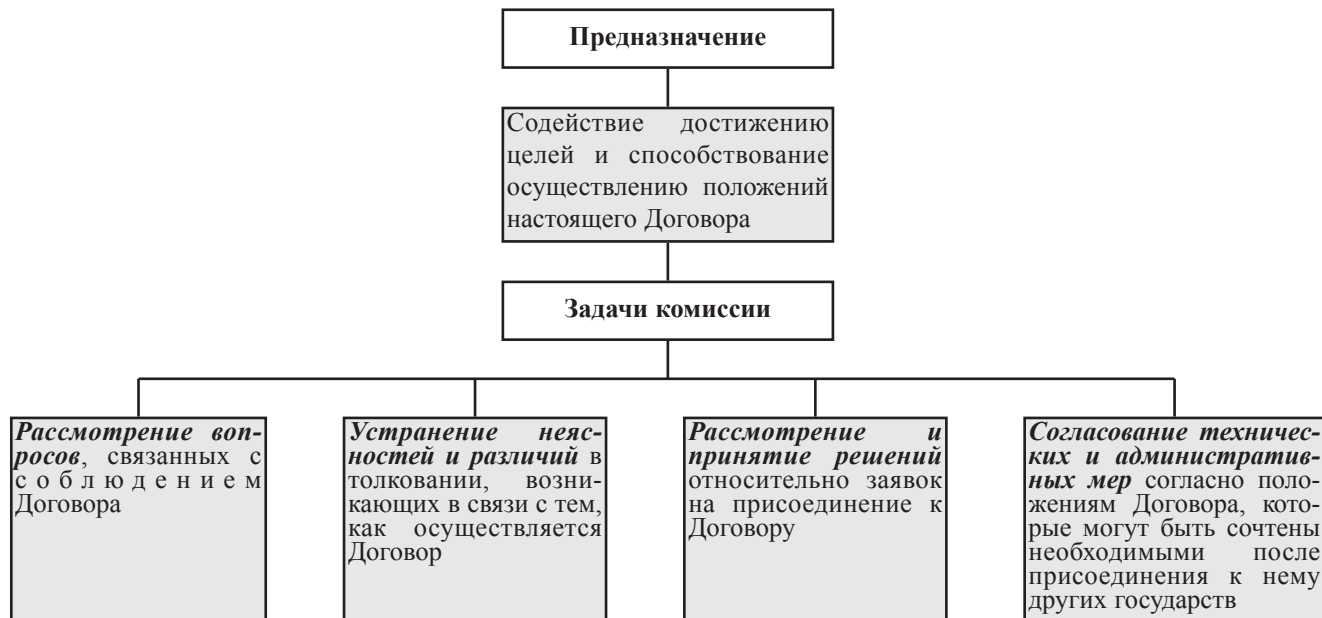 Предназначение
Содействие достижению
целей и способствование
осуществлению положений
настоящего Договора
Задачи комиссии
Рассмотрение воп-
росов, связанных с
соблюдением
Договора
Устранение неяс-
ностей и различий в
толковании, возни-
кающих в связи с тем,
как осуществляется
Договор
Рассмотрение и
принятие решений
относительно заявок
на присоединение к
Договору
Согласование техничес-
ких и административ-
ных мер согласно поло-
жениям Договора, кото-
рые могут быть сочтены
необходимыми после
присоединения к нему
других государств